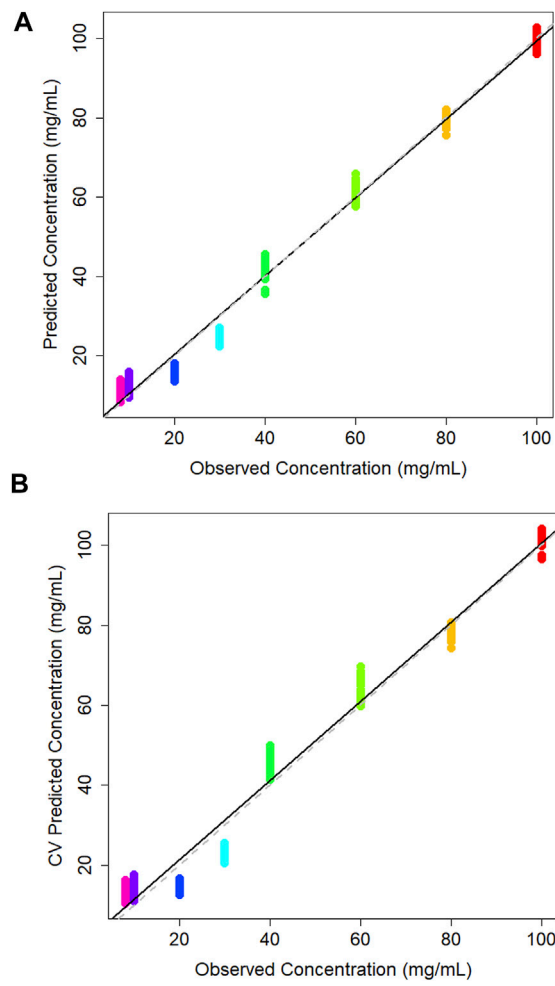 A
Predicted Concentration (mg/mL)
100
80
60
40
20
20 40 60 80 100
Observed Concentration (mg/mL)
B
CV Predicted Concentration (mg/mL)
100
80
60
40
20
20 40 60 80 100
Observed Concentration (mg/mL)